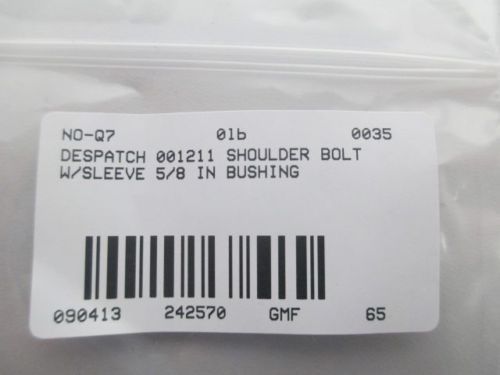 NO-Q7 0lb 0035
DESPATCH 001211 SHOULDER BOLT
W/SLEEVE 5/8 IN BUSHING
090413 242570 GMF 65